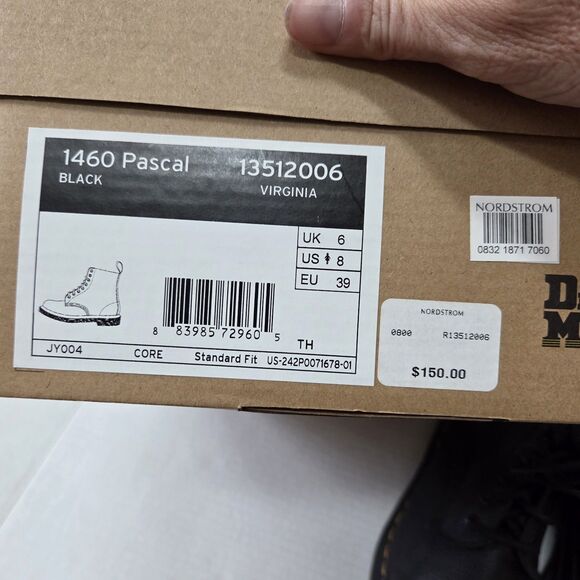 1460 Pascal 13512006
BLACK VIRGINIA
UK 6
US 8
EU 39
8 83985 72960 5
TH
JY004 CORE Standard Fit US-242P0071678-01
NORDSTROM
0832 1871 7060
NORDSTROM
0800 R13512006
$150.00